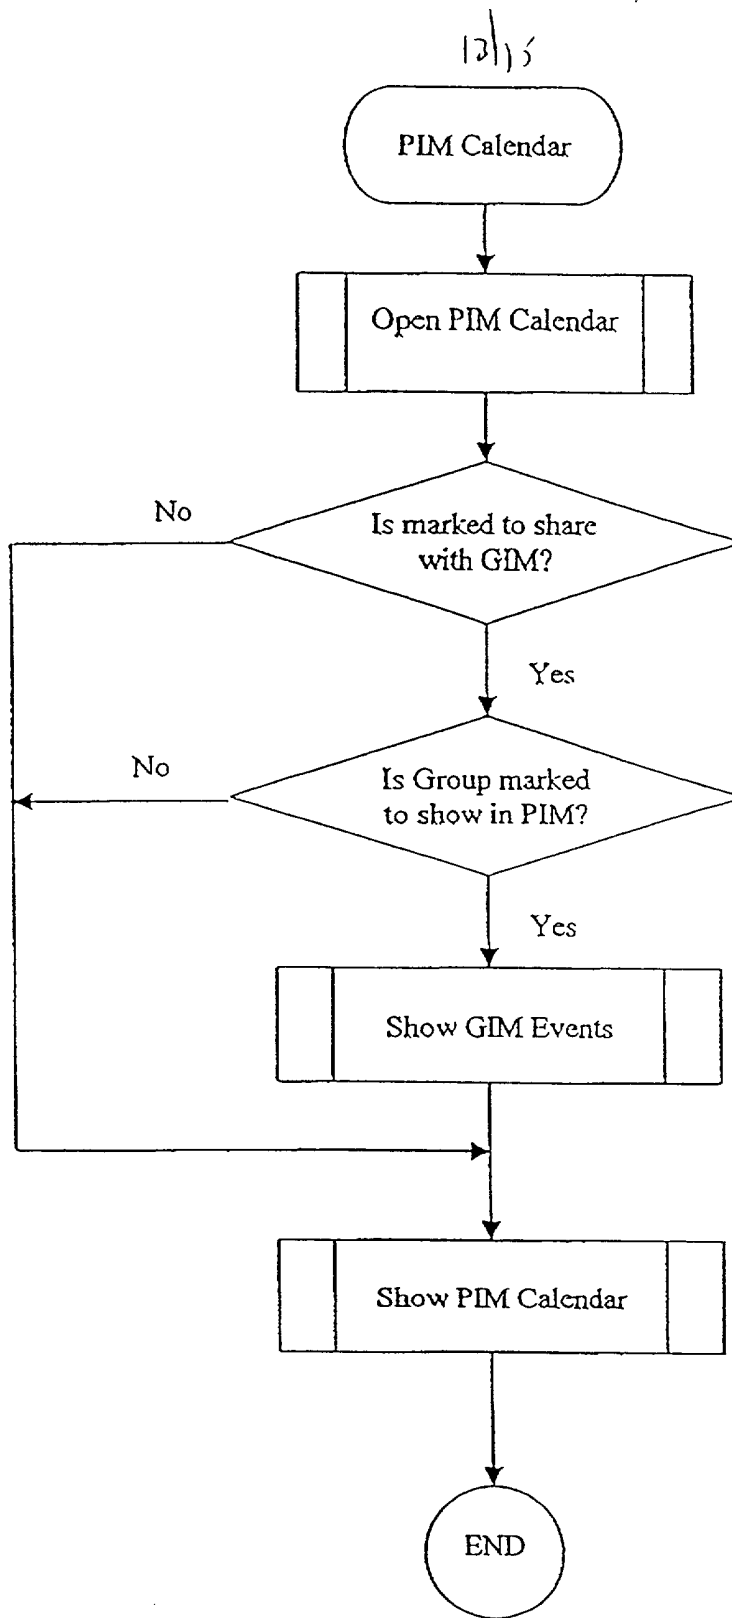 13/15
PIM Calendar
Open PIM Calendar
Is marked to share
with GIM?
No
Yes
Is Group marked
to show in PIM?
No
Yes
Show GIM Events
Show PIM Calendar
END